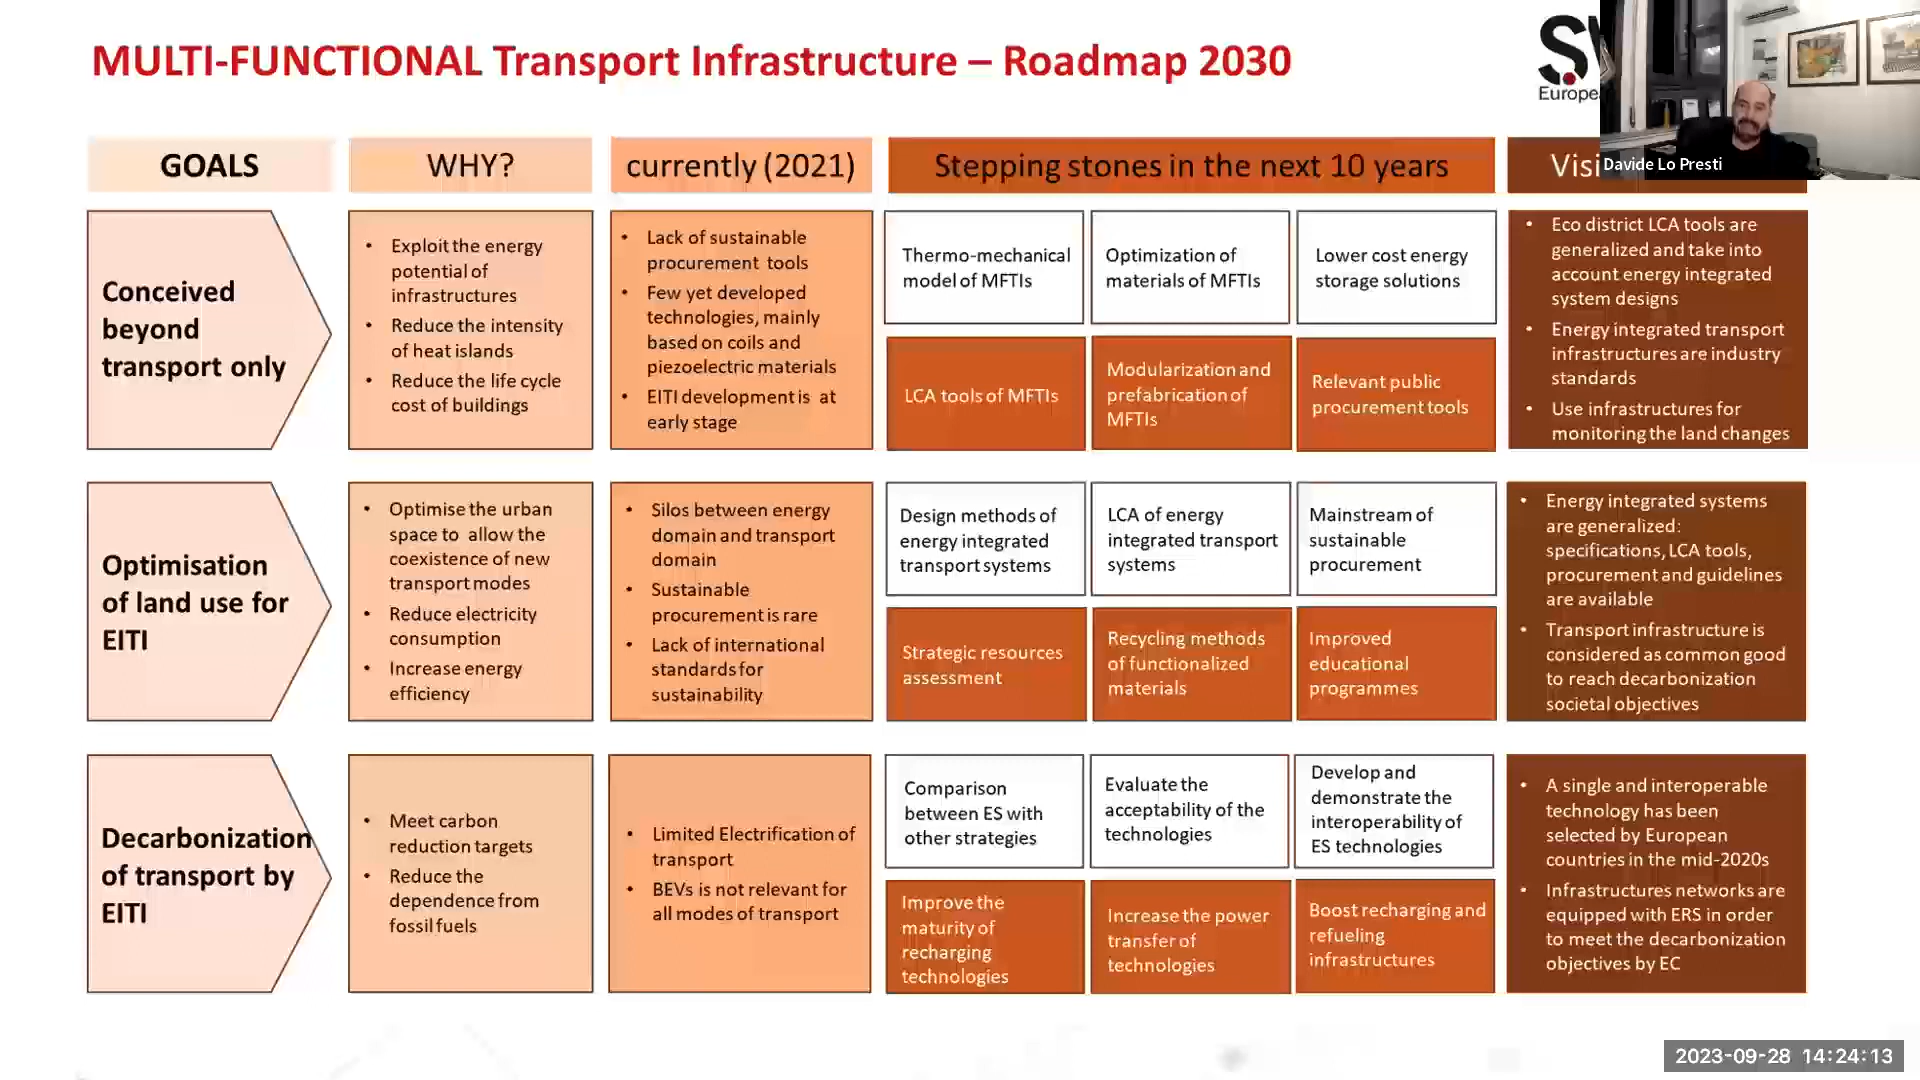 MULTI-FUNCTIONAL Transport Infrastructure – Roadmap 2030
Europe
Davide Lo Presti
GOALS
WHY?
currently (2021)
Stepping stones in the next 10 years
Conceived
beyond
transport only
• Exploit the energy
potential of
infrastructures
• Reduce the intensity
of heat islands
• Reduce the life cycle
cost of buildings
• Lack of sustainable
procurement tools
• Few yet developed
technologies, mainly
based on coils and
piezoelectric materials
• EITI development is at
early stage
Thermo-mechanical
model of MFTIs
Optimization of
materials of MFTIs
Lower cost energy
storage solutions
LCA tools of MFTIs
Modularization and
prefabrication of
MFTIs
Relevant public
procurement tools
• Eco district LCA tools are
generalized and take into
account energy integrated
system designs
• Energy integrated transport
infrastructures are industry
standards
• Use infrastructures for
monitoring the land changes
Optimisation
of land use for
EITI
• Optimise the urban
space to allow the
coexistence of new
transport modes
• Reduce electricity
consumption
• Increase energy
efficiency
• Silos between energy
domain and transport
domain
• Sustainable
procurement is rare
• Lack of international
standards for
sustainability
Design methods of
energy integrated
transport systems
LCA of energy
integrated transport
systems
Mainstream of
sustainable
procurement
Strategic resources
assessment
Recycling methods
of functionalized
materials
Improved
educational
programmes
• Energy integrated systems
are generalized:
specifications, LCA tools,
procurement and guidelines
are available
• Transport infrastructure is
considered as common good
to reach decarbonization
societal objectives
Decarbonization
of transport by
EITI
• Meet carbon
reduction targets
• Reduce the
dependence from
fossil fuels
• Limited Electrification of
transport
• BEVs is not relevant for
all modes of transport
Comparison
between ES with
other strategies
Evaluate the
acceptability of the
technologies
Develop and
demonstrate the
interoperability of
ES technologies
Improve the
maturity of
recharging
technologies
Increase the power
transfer of
technologies
Boost recharging and
refueling
infrastructures
• A single and interoperable
technology has been
selected by European
countries in the mid-2020s
• Infrastructures networks are
equipped with ERS in order
to meet the decarbonization
objectives by EC
2023-09-28 14:24:13